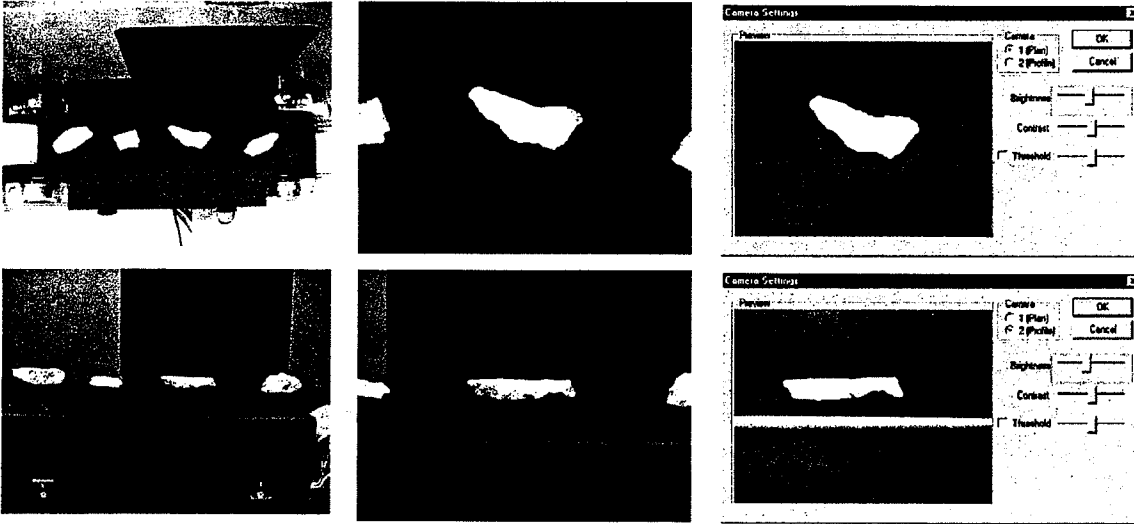 Camera Settings
Preview
Camera
1 (Plan)
2 (Profile)
OK
Cancel
Brightness
Contrast
Threshold
Camera Settings
Preview
Camera
1 (Plan)
2 (Profile)
OK
Cancel
Brightness
Contrast
Threshold